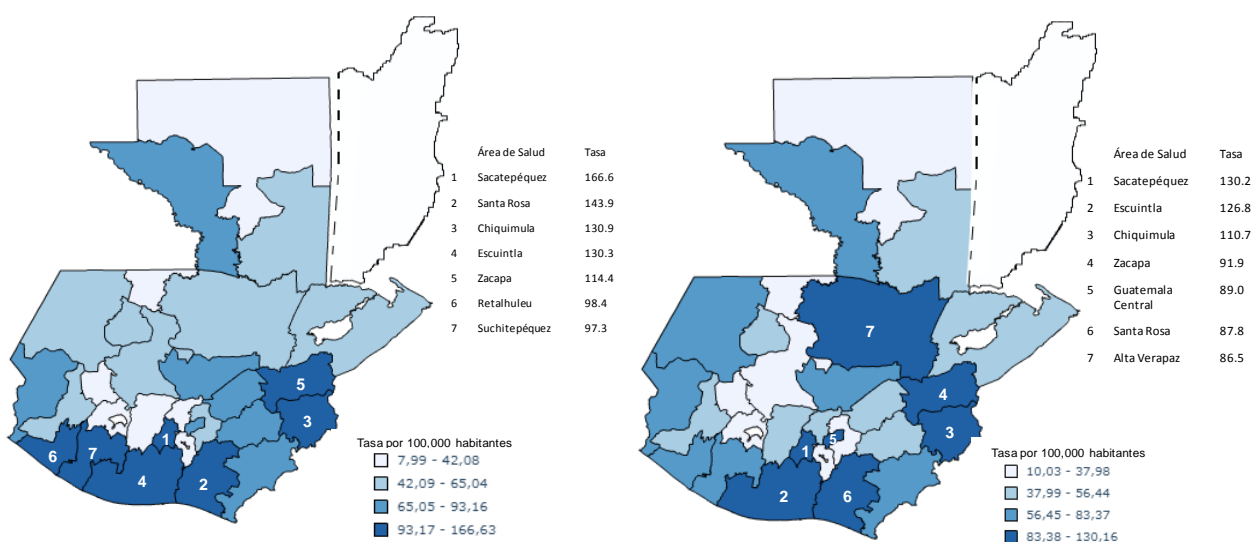 Área de Salud Tasa
1 Sacatepéquez 166.6
2 Santa Rosa 143.9
3 Chiquimula 130.9
4 Escuintla 130.3
5 Zacapa 114.4
6 Retalhuleu 98.4
7 Suchitepéquez 97.3
5
3
1
7
6
4
2
Tasa por 100,000 habitantes
7,99 - 42,08
42,09 - 65,04
65,05 - 93,16
93,17 - 166,63
Área de Salud Tasa
1 Sacatepéquez 130.2
2 Escuintla 126.8
3 Chiquimula 110.7
4 Zacapa 91.9
5 Guatemala 89.0
Central
6 Santa Rosa 87.8
7 Alta Verapaz 86.5
7
4
3
5
1
2
6
Tasa por 100,000 habitantes
10,03 - 37,98
37,99 - 56,44
56,45 - 83,37
83,38 - 130,16